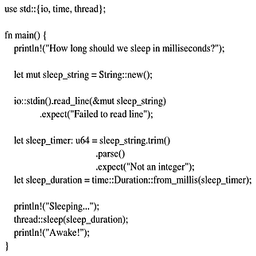 use std::{io, time, thread};
fn main() {
    println!("How long should we sleep in milliseconds?");
    let mut sleep_string = String::new();
    io::stdin().read_line(&mut sleep_string)
        .expect("Failed to read line");
    let sleep_timer: u64 = sleep_string.trim()
        .parse()
        .expect("Not an integer");
    let sleep_duration = time::Duration::from_millis(sleep_timer);
    println!("Sleeping...");
    thread::sleep(sleep_duration);
    println!("Awake!");
}